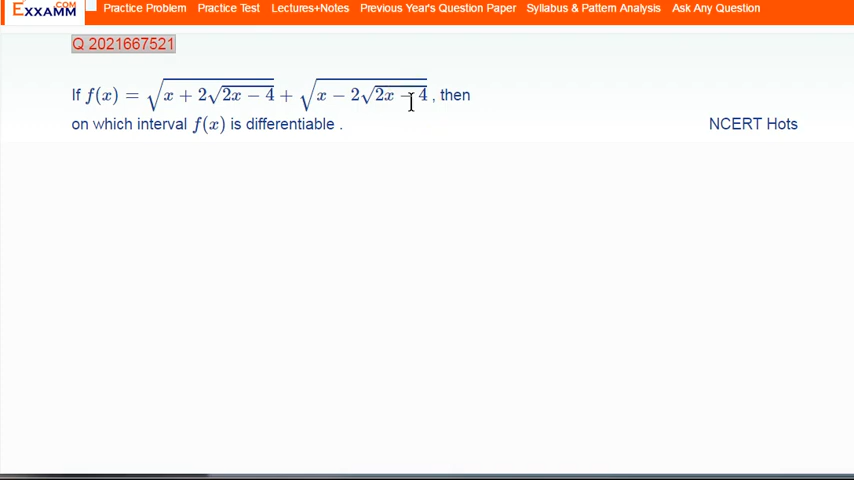 EXXAMM .COM Practice Problem Practice Test Lectures+Notes Previous Year's Question Paper Syllabus & Pattern Analysis Ask Any Question
Q 2021667521
If f(x) = √(x + 2√(2x − 4)) + √(x − 2√(2x − 4)) , then
on which interval f(x) is differentiable . NCERT Hots